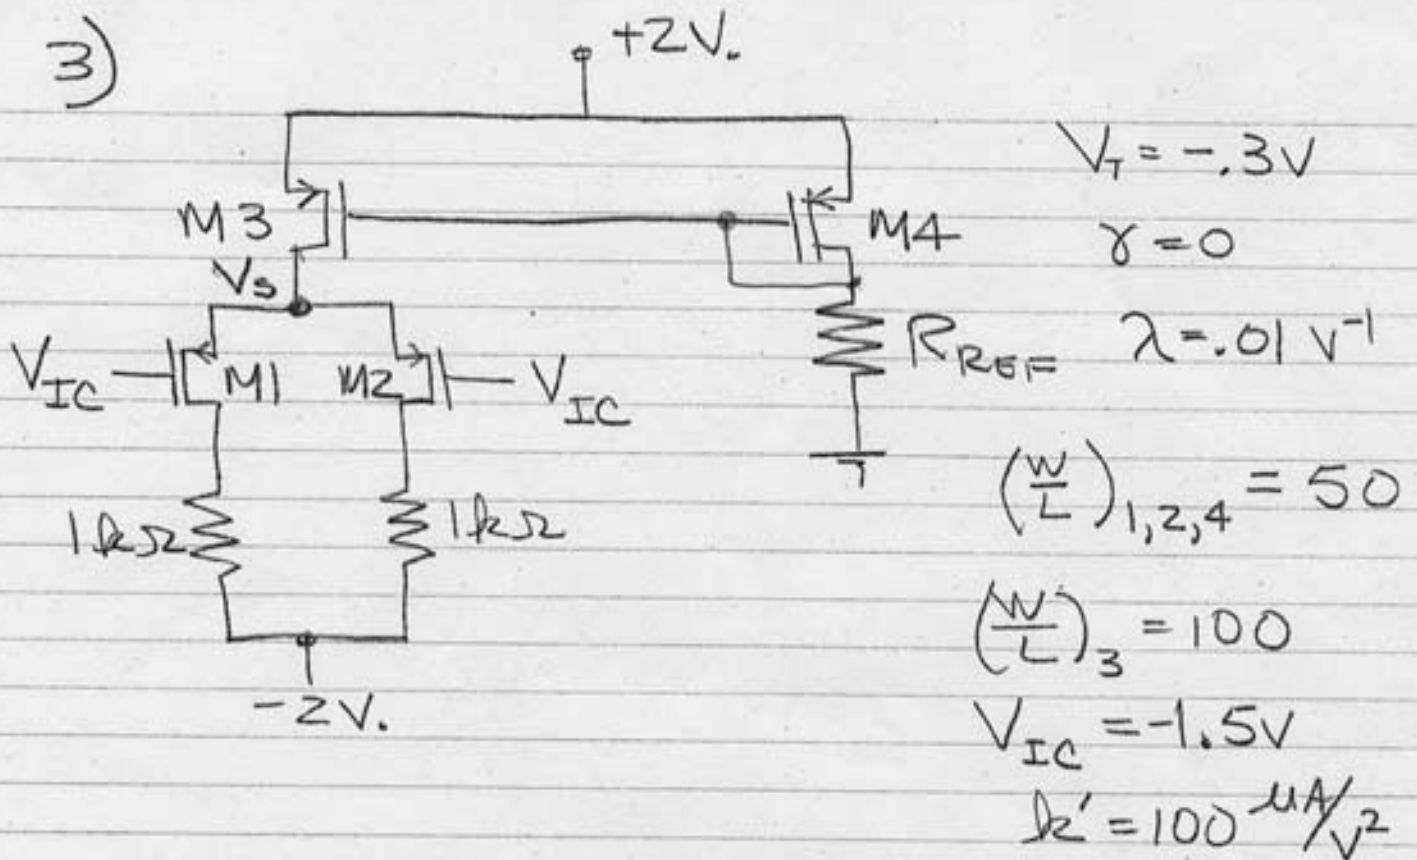 3)
+2V.
M3
M4
Vs
V_IC
M1
M2
V_IC
R_REF
1kΩ
1kΩ
-2V.
V_T = -.3V
γ = 0
λ = .01 V⁻¹
(W/L)_1,2,4 = 50
(W/L)_3 = 100
V_IC = -1.5V
k' = 100 μA/V²